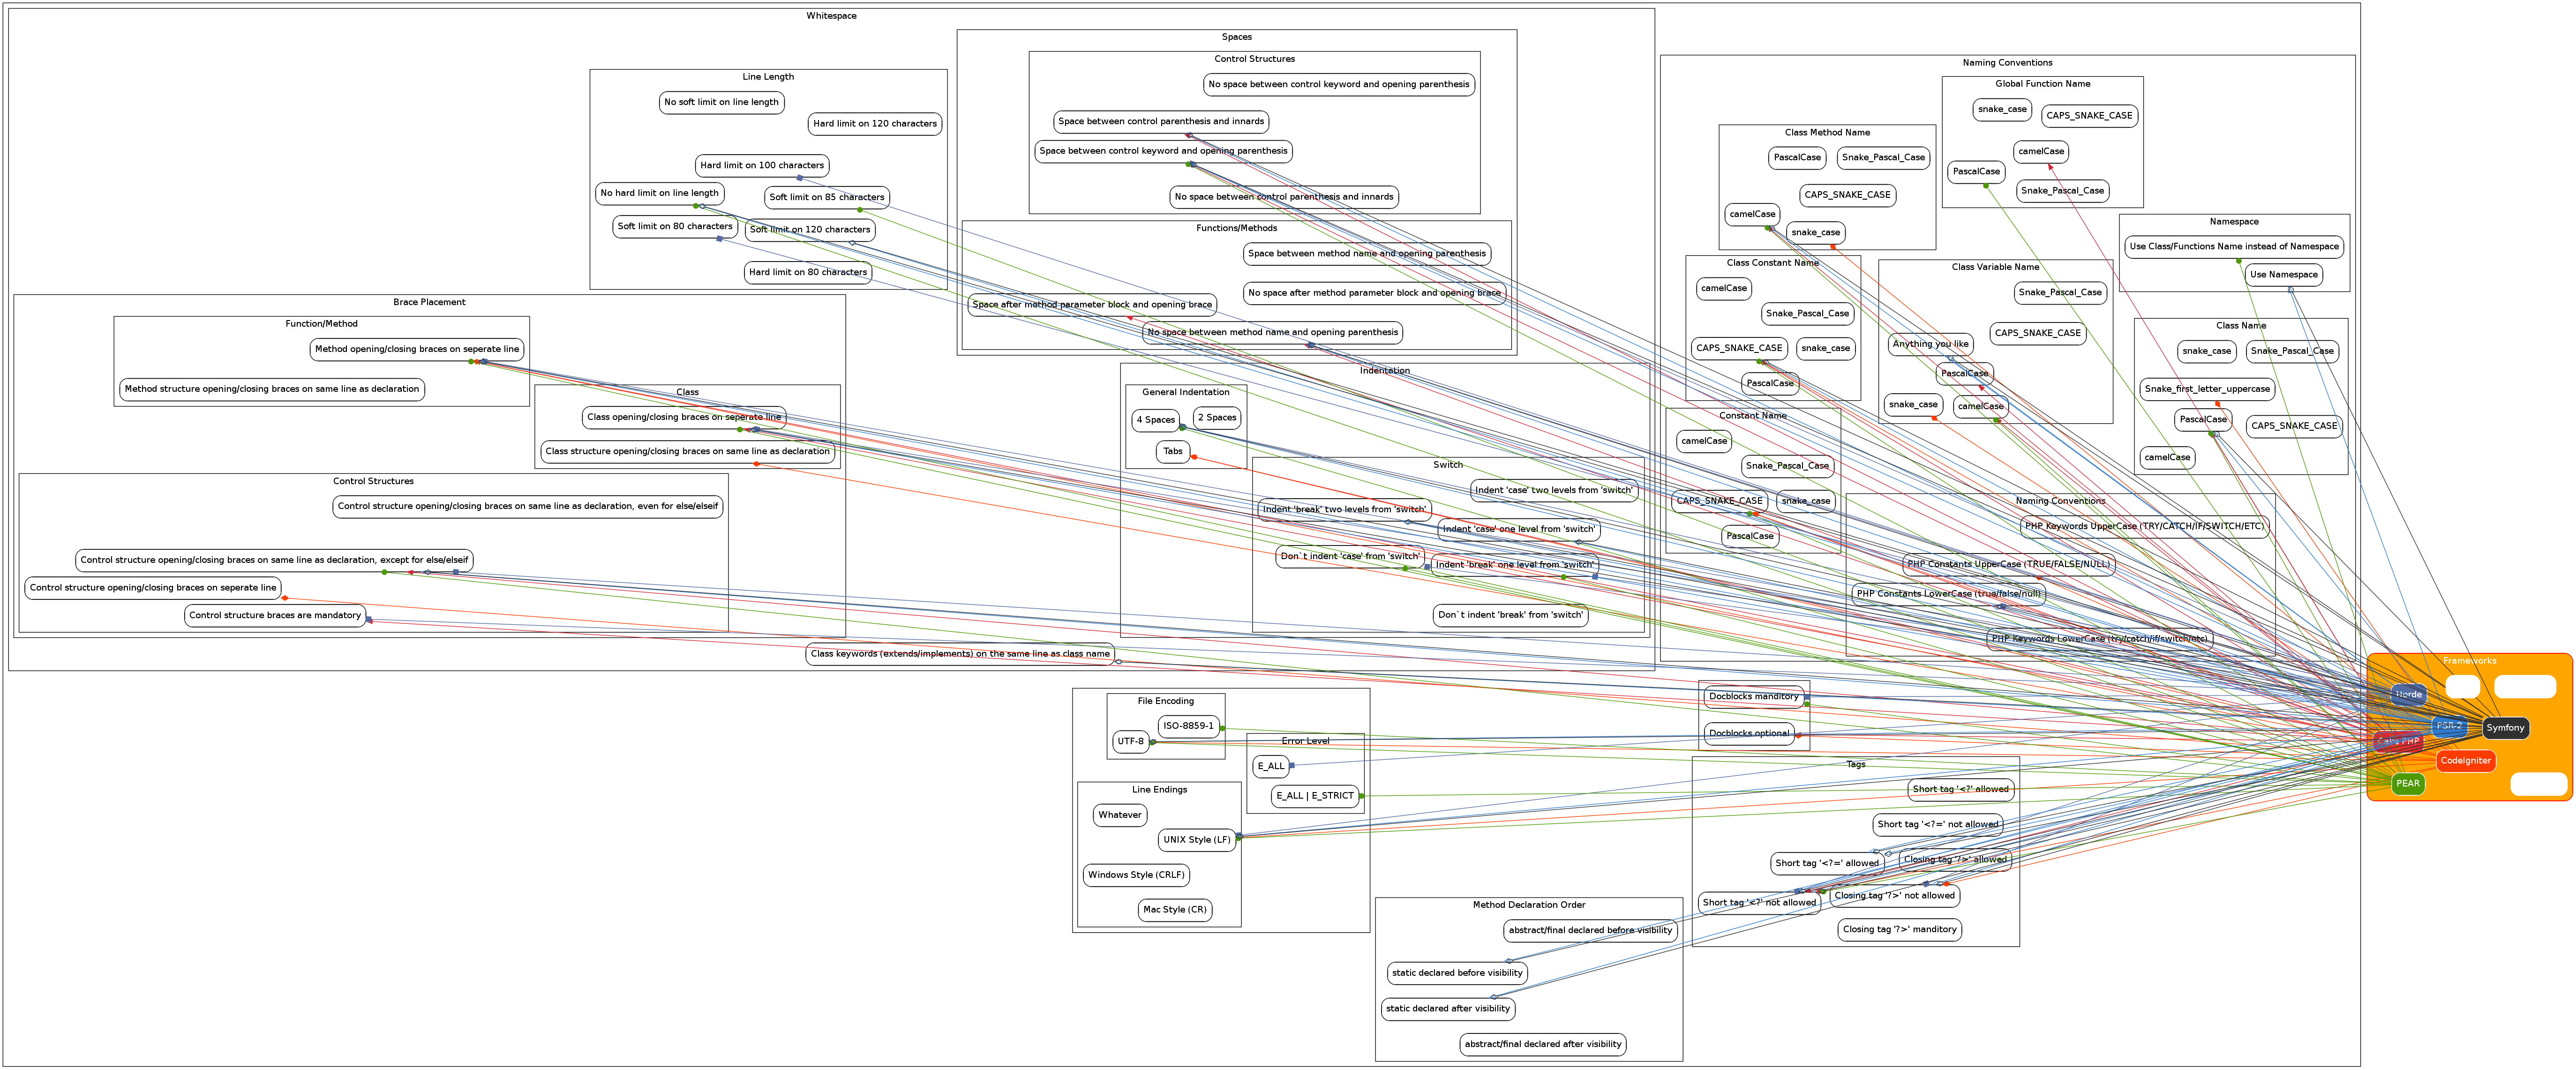 Whitespace
Line Length
No soft limit on line length
Hard limit on 120 characters
Hard limit on 100 characters
No hard limit on line length
Soft limit on 85 characters
Soft limit on 80 characters
Soft limit on 120 characters
Hard limit on 80 characters
Spaces
Control Structures
No space between control keyword and opening parenthesis
Space between control parenthesis and innards
Space between control keyword and opening parenthesis
No space between control parenthesis and innards
Functions/Methods
Space between method name and opening parenthesis
No space after method parameter block and opening brace
Space after method parameter block and opening brace
No space between method name and opening parenthesis
Brace Placement
Function/Method
Method opening/closing braces on seperate line
Method structure opening/closing braces on same line as declaration
Class
Class opening/closing braces on seperate line
Class structure opening/closing braces on same line as declaration
Control Structures
Control structure opening/closing braces on same line as declaration, even for else/elseif
Control structure opening/closing braces on same line as declaration, except for else/elseif
Control structure opening/closing braces on seperate line
Control structure braces are mandatory
Class keywords (extends/implements) on the same line as class name
Indentation
General Indentation
4 Spaces
2 Spaces
Tabs
Switch
Indent 'case' two levels from 'switch'
Indent 'break' two levels from 'switch'
Indent 'case' one level from 'switch'
Don`t indent 'case' from 'switch'
Indent 'break' one level from 'switch'
Don`t indent 'break' from 'switch'
Naming Conventions
Global Function Name
snake_case
CAPS_SNAKE_CASE
camelCase
PascalCase
Snake_Pascal_Case
Class Method Name
PascalCase
Snake_Pascal_Case
CAPS_SNAKE_CASE
camelCase
snake_case
Namespace
Use Class/Functions Name instead of Namespace
Use Namespace
Class Constant Name
camelCase
Snake_Pascal_Case
CAPS_SNAKE_CASE
snake_case
PascalCase
Class Variable Name
Snake_Pascal_Case
CAPS_SNAKE_CASE
Anything you like
PascalCase
snake_case
camelCase
Class Name
snake_case
Snake_Pascal_Case
Snake_first_letter_uppercase
PascalCase
CAPS_SNAKE_CASE
camelCase
Constant Name
camelCase
Snake_Pascal_Case
CAPS_SNAKE_CASE
snake_case
PascalCase
Naming Conventions
PHP Keywords UpperCase (TRY/CATCH/IF/SWITCH/ETC)
PHP Constants UpperCase (TRUE/FALSE/NULL)
PHP Constants LowerCase (true/false/null)
PHP Keywords LowerCase (try/catch/if/switch/etc)
Frameworks
Horde
PSR-2
Symfony
Cake PHP
CodeIgniter
PEAR
File Encoding
ISO-8859-1
UTF-8
Error Level
E_ALL
E_ALL | E_STRICT
Line Endings
Whatever
UNIX Style (LF)
Windows Style (CRLF)
Mac Style (CR)
Docblocks manditory
Docblocks optional
Tags
Short tag '<?' allowed
Short tag '<?=' not allowed
Short tag '<?=' allowed
Closing tag '?>' allowed
Short tag '<?' not allowed
Closing tag '?>' not allowed
Closing tag '?>' manditory
Method Declaration Order
abstract/final declared before visibility
static declared before visibility
static declared after visibility
abstract/final declared after visibility